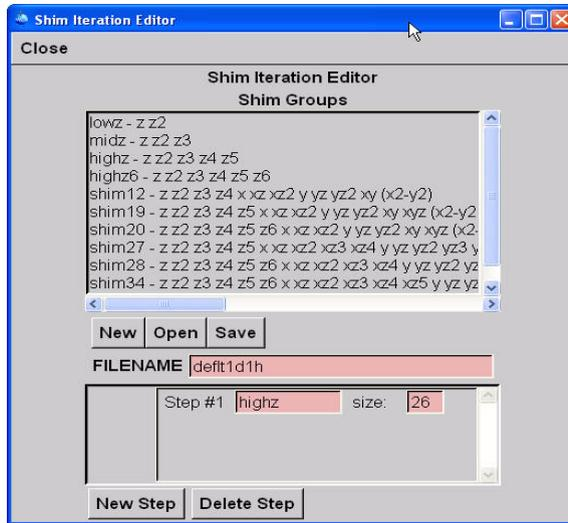 Shim Iteration Editor
Close
Shim Iteration Editor
Shim Groups
lowz - z z2
midz - z z2 z3
highz - z z2 z3 z4 z5
highz6 - z z2 z3 z4 z5 z6
shim12 - z z2 z3 z4 x xz xz2 y yz yz2 xy (x2-y2)
shim19 - z z2 z3 z4 z5 x xz xz2 y yz yz2 xy xyz (x2-y2
shim20 - z z2 z3 z4 z5 z6 x xz xz2 y yz yz2 xy xyz (x2-
shim27 - z z2 z3 z4 z5 x xz xz2 xz3 xz4 y yz yz2 yz3 y
shim28 - z z2 z3 z4 z5 z6 x xz xz2 xz3 xz4 y yz yz2 yz
shim34 - z z2 z3 z4 z5 z6 x xz xz2 xz3 xz4 xz5 y yz yz
New Open Save
FILENAME deflt1d1h
Step #1 highz size: 26
New Step Delete Step